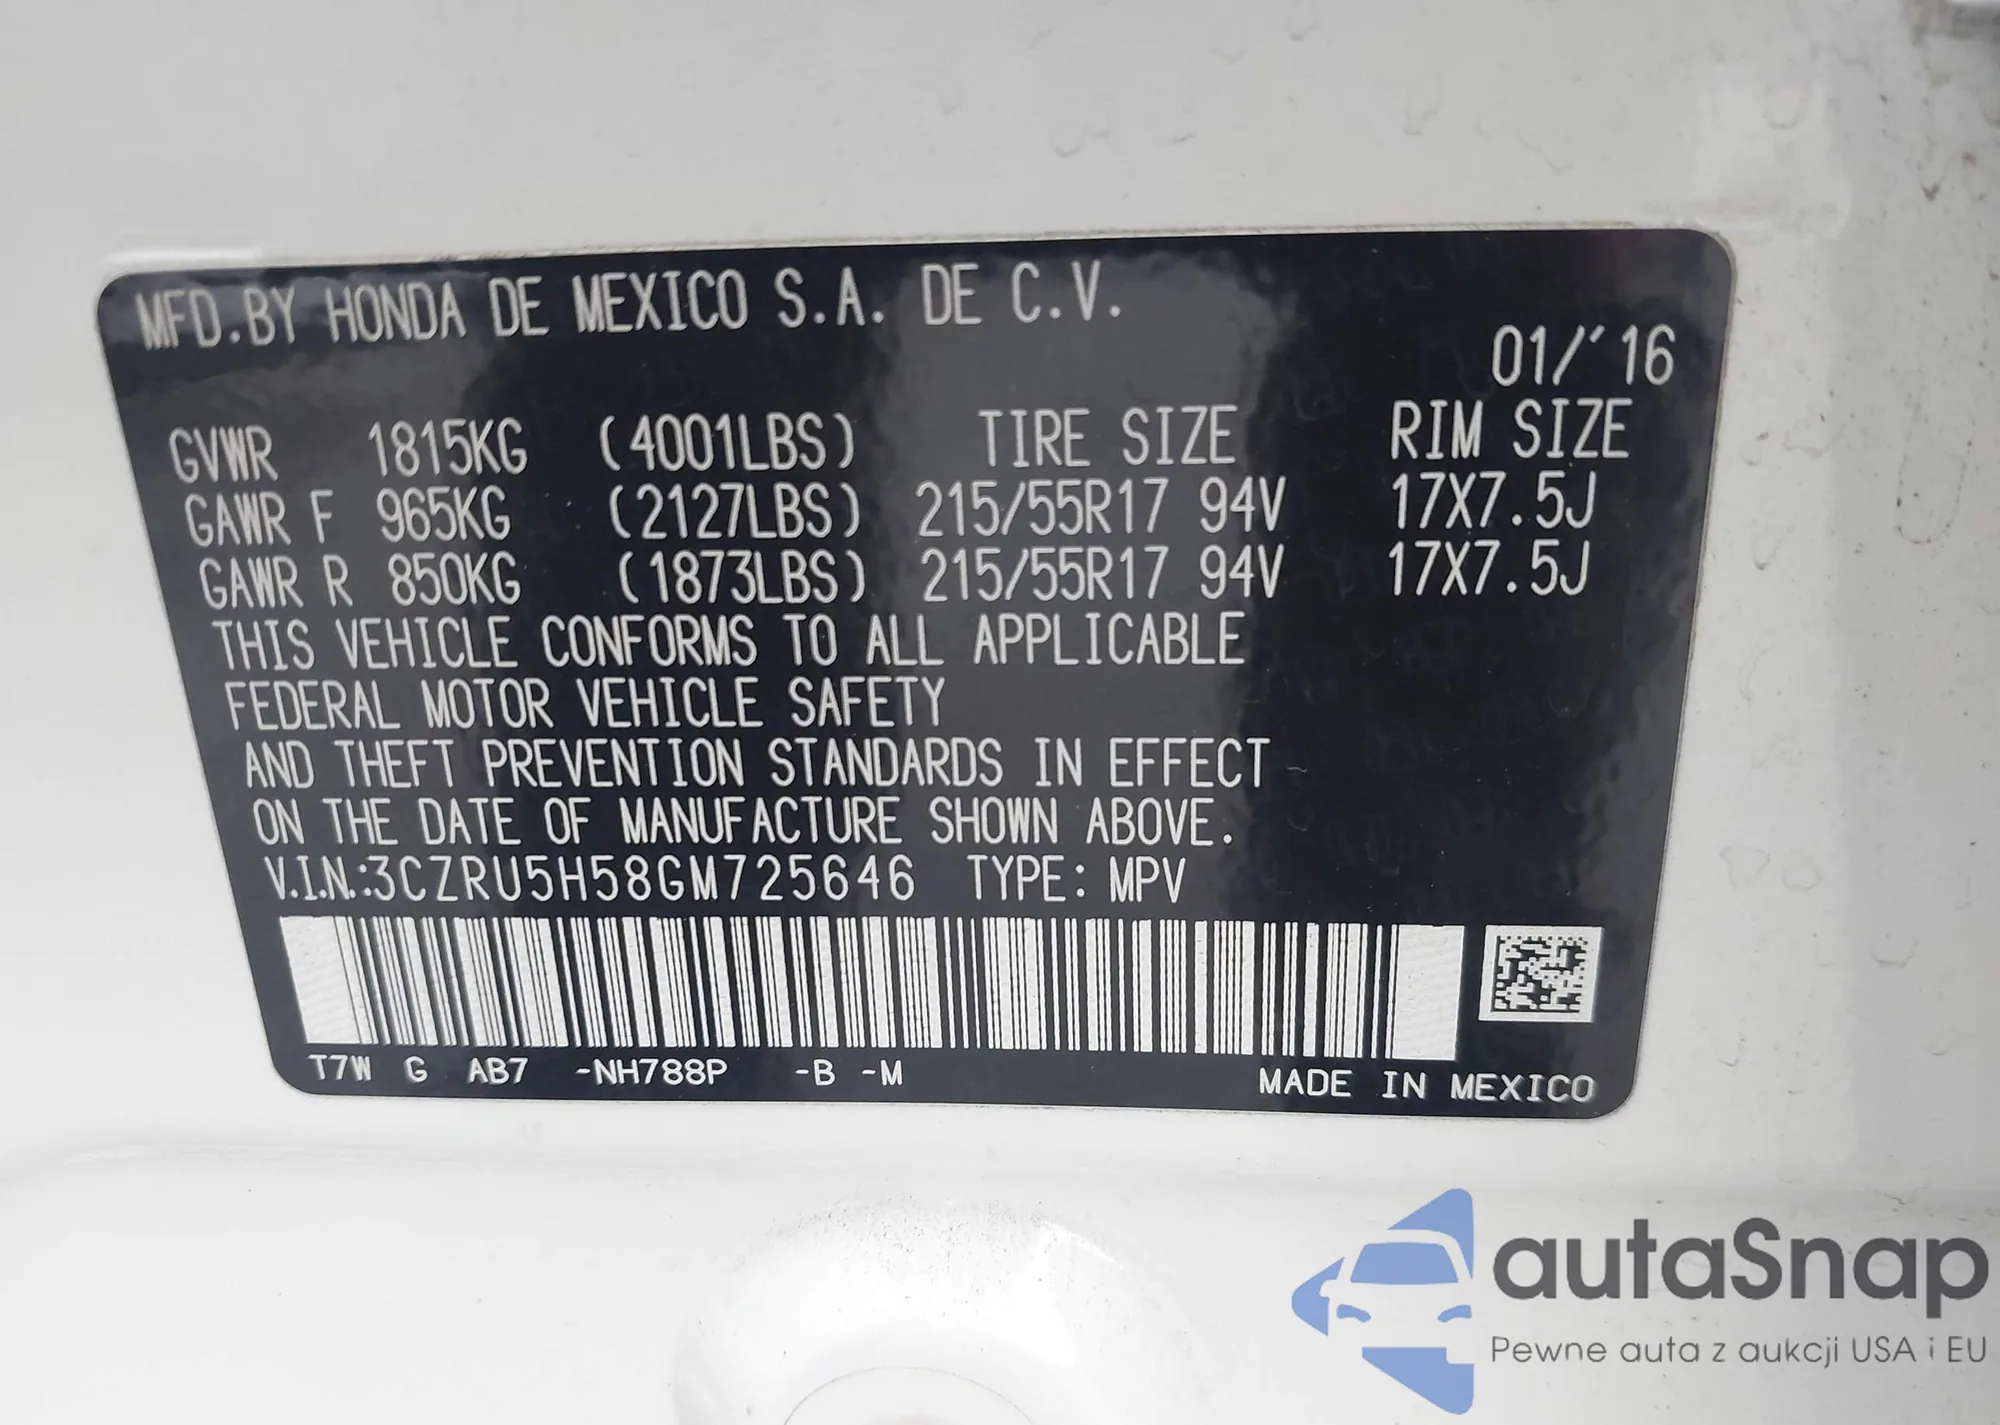 MFD.BY HONDA DE MEXICO S.A. DE C.V.
01/'16
GVWR 1815KG (4001LBS) TIRE SIZE RIM SIZE
GAWR F 965KG (2127LBS) 215/55R17 94V 17X7.5J
GAWR R 850KG (1873LBS) 215/55R17 94V 17X7.5J
THIS VEHICLE CONFORMS TO ALL APPLICABLE
FEDERAL MOTOR VEHICLE SAFETY
AND THEFT PREVENTION STANDARDS IN EFFECT
ON THE DATE OF MANUFACTURE SHOWN ABOVE.
V.I.N.:3CZRU5H58GM725646 TYPE: MPV
T7W G AB7 -NH788P -B -M MADE IN MEXICO
autaSnap
Pewne auta z aukcji USA i EU